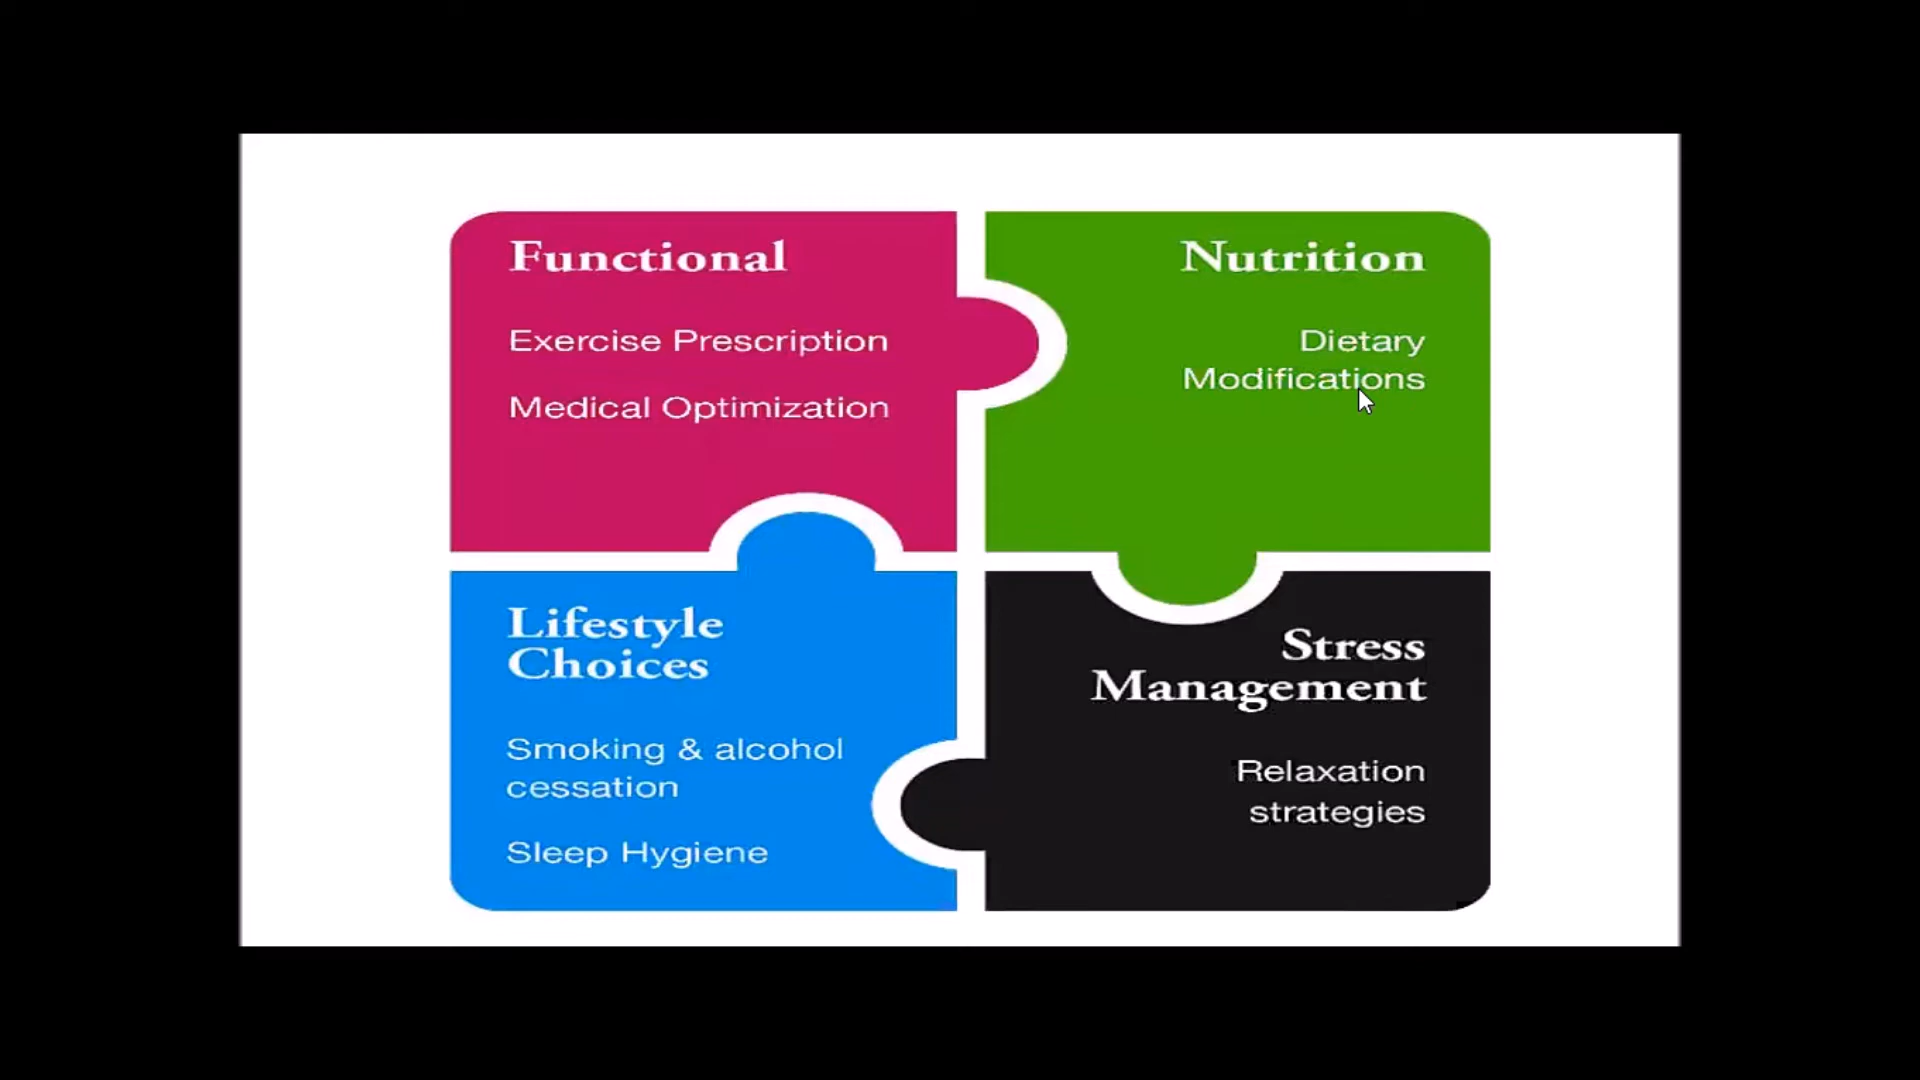 Functional
Exercise Prescription
Medical Optimization
Nutrition
Dietary
Modifications
Lifestyle
Choices
Smoking & alcohol
cessation
Sleep Hygiene
Stress
Management
Relaxation
strategies